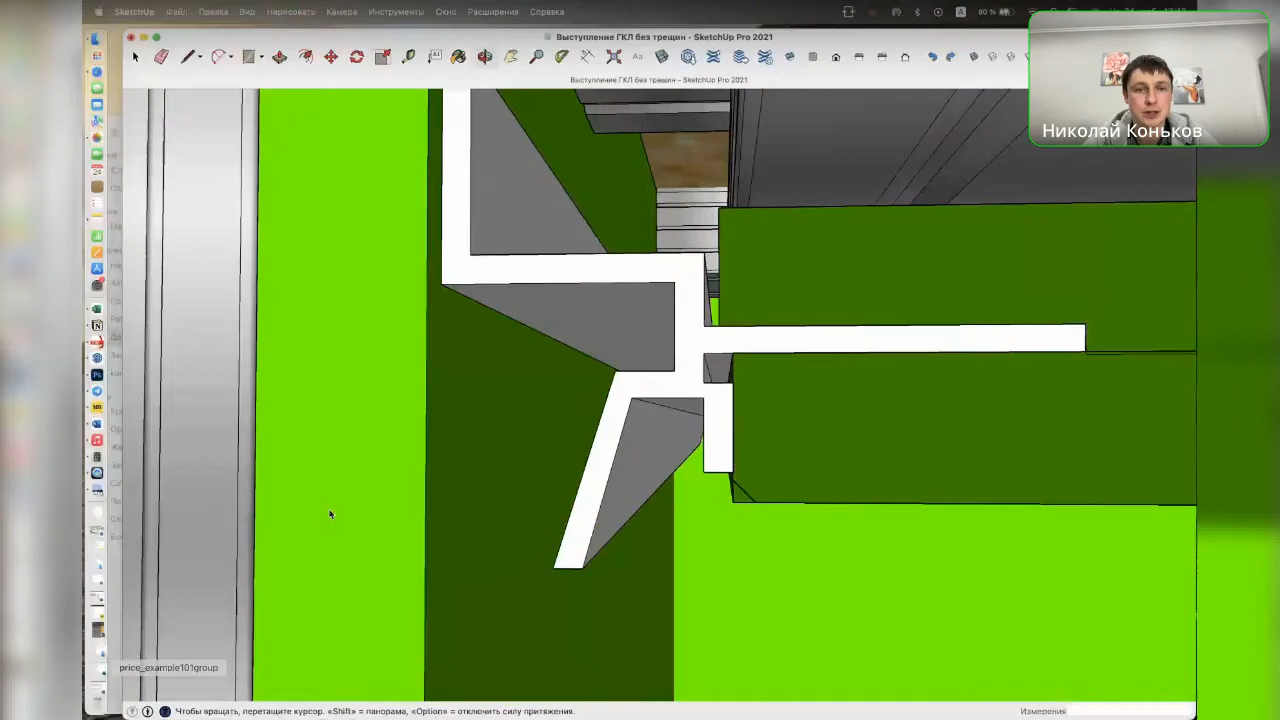 SketchUp Файл Правка Вид Нарисовать Камера Инструменты Окно Расширения Справка
A 80 %
Выступление ГКЛ без трещин - SketchUp Pro 2021
Выступление ГКЛ без трещин - SketchUp Pro 2021
Николай Коньков
price_example101group
Чтобы вращать, перетащите курсор. «Shift» = панорама, «Option» = отключить силу притяжения.
Измерения